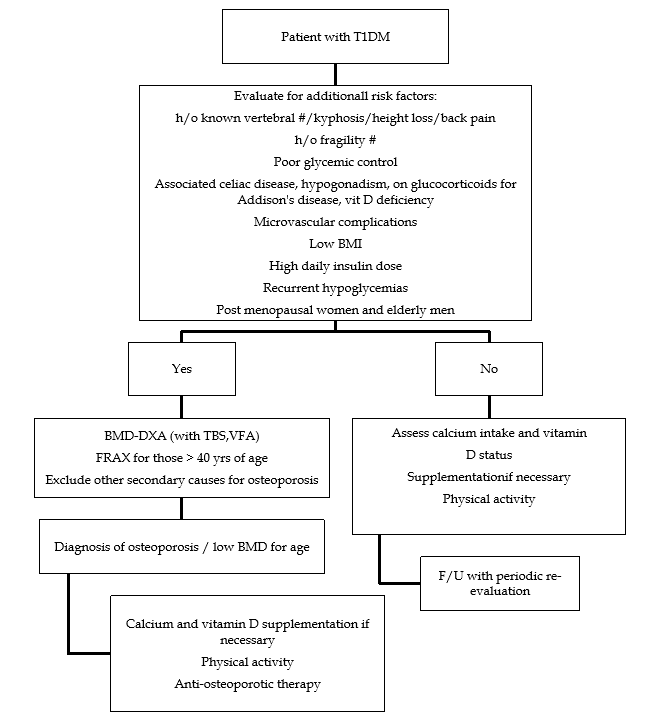 Patient with T1DM
Evaluate for additionall risk factors:
h/o known vertebral #/kyphosis/height loss/back pain
h/o fragility #
Poor glycemic control
Associated celiac disease, hypogonadism, on glucocorticoids for
Addison's disease, vit D deficiency
Microvascular complications
Low BMI
High daily insulin dose
Recurrent hypoglycemias
Post menopausal women and elderly men
Yes
No
BMD-DXA (with TBS,VFA)
FRAX for those > 40 yrs of age
Exclude other secondary causes for osteoporosis
Assess calcium intake and vitamin
D status
Supplementationif necessary
Physical activity
Diagnosis of osteoporosis / low BMD for age
F/U with periodic re-
evaluation
Calcium and vitamin D supplementation if
necessary
Physical activity
Anti-osteoporotic therapy